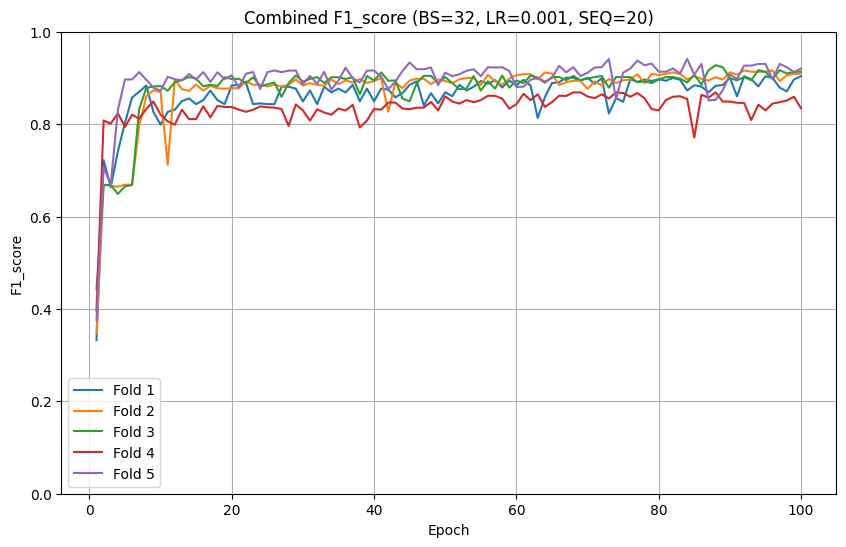 Combined F1_score (BS=32, LR=0.001, SEQ=20)
F1_score
1.0
0.8
0.6
0.4
0.2
0.0
Fold 1
Fold 2
Fold 3
Fold 4
Fold 5
0
20
40
60
80
100
Epoch